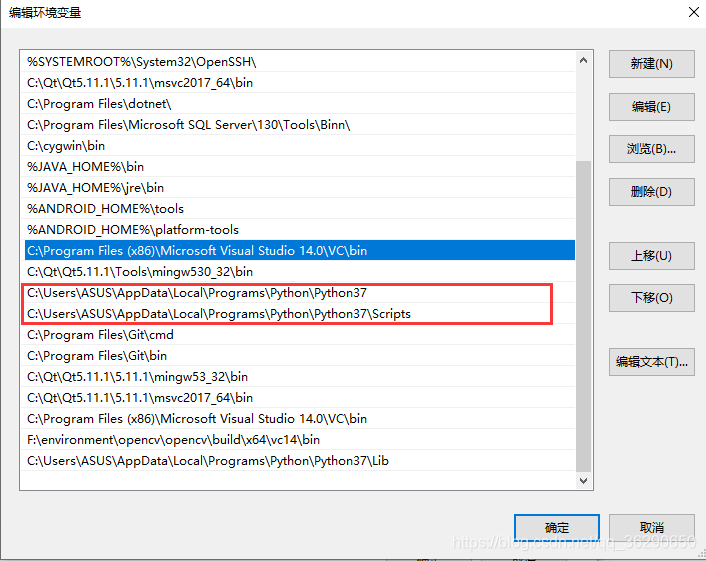 编辑环境变量
%SYSTEMROOT%\System32\OpenSSH\
C:\Qt\Qt5.11.1\5.11.1\msvc2017_64\bin
C:\Program Files\dotnet\
C:\Program Files\Microsoft SQL Server\130\Tools\Binn\
C:\cygwin\bin
%JAVA_HOME%\bin
%JAVA_HOME%\jre\bin
%ANDROID_HOME%\tools
%ANDROID_HOME%\platform-tools
C:\Program Files (x86)\Microsoft Visual Studio 14.0\VC\bin
C:\Qt\Qt5.11.1\Tools\mingw530_32\bin
C:\Users\ASUS\AppData\Local\Programs\Python\Python37
C:\Users\ASUS\AppData\Local\Programs\Python\Python37\Scripts
C:\Program Files\Git\cmd
C:\Program Files\Git\bin
C:\Qt\Qt5.11.1\5.11.1\mingw53_32\bin
C:\Qt\Qt5.11.1\5.11.1\msvc2017_64\bin
C:\Program Files (x86)\Microsoft Visual Studio 14.0\VC\bin
F:\environment\opencv\opencv\build\x64\vc14\bin
C:\Users\ASUS\AppData\Local\Programs\Python\Python37\Lib
新建(N)
编辑(E)
浏览(B)...
删除(D)
上移(U)
下移(O)
编辑文本(T)...
确定
取消
https://blog.csdn.net/qq_36290650